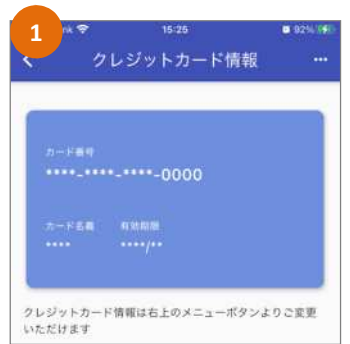 1
15:25
92%
クレジットカード情報
カード番号
****-****-****-0000
カード名義 有効期限
**** ****/**
クレジットカード情報は右上のメニューボタンよりご変更
いただけます